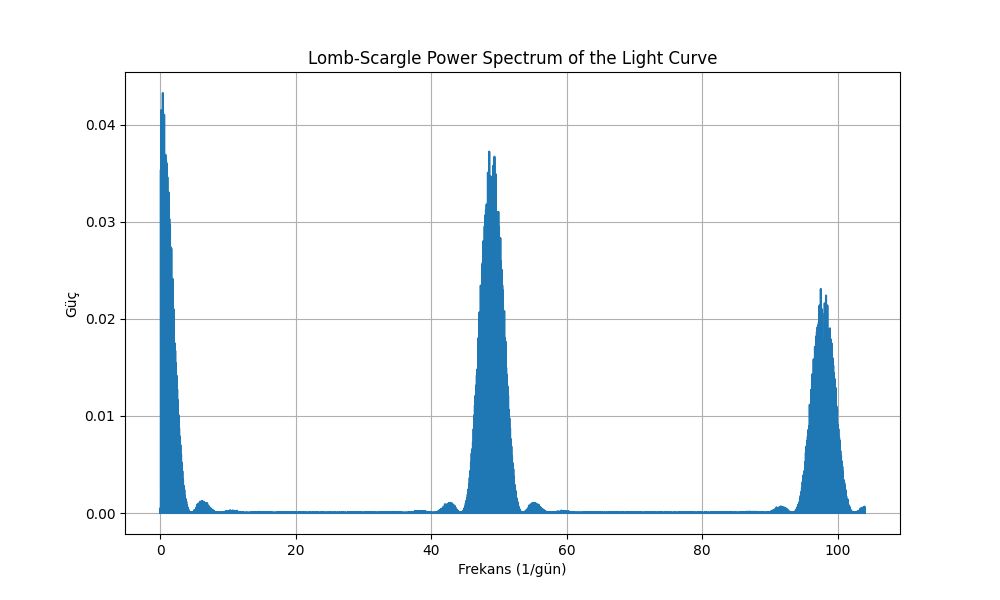 Lomb-Scargle Power Spectrum of the Light Curve
0.04
0.03
0.02
0.01
0.00
Güç
0 20 40 60 80 100
Frekans (1/gün)